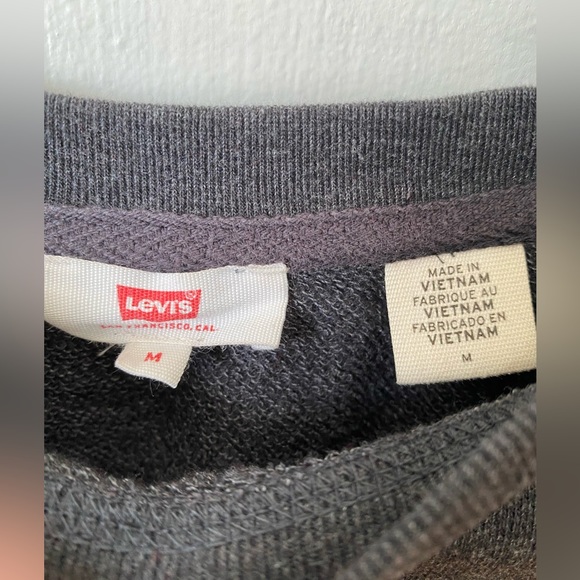 Levi's
SAN FRANCISCO, CAL.
M
MADE IN
VIETNAM
FABRIQUE AU
VIETNAM
FABRICADO EN
VIETNAM
M